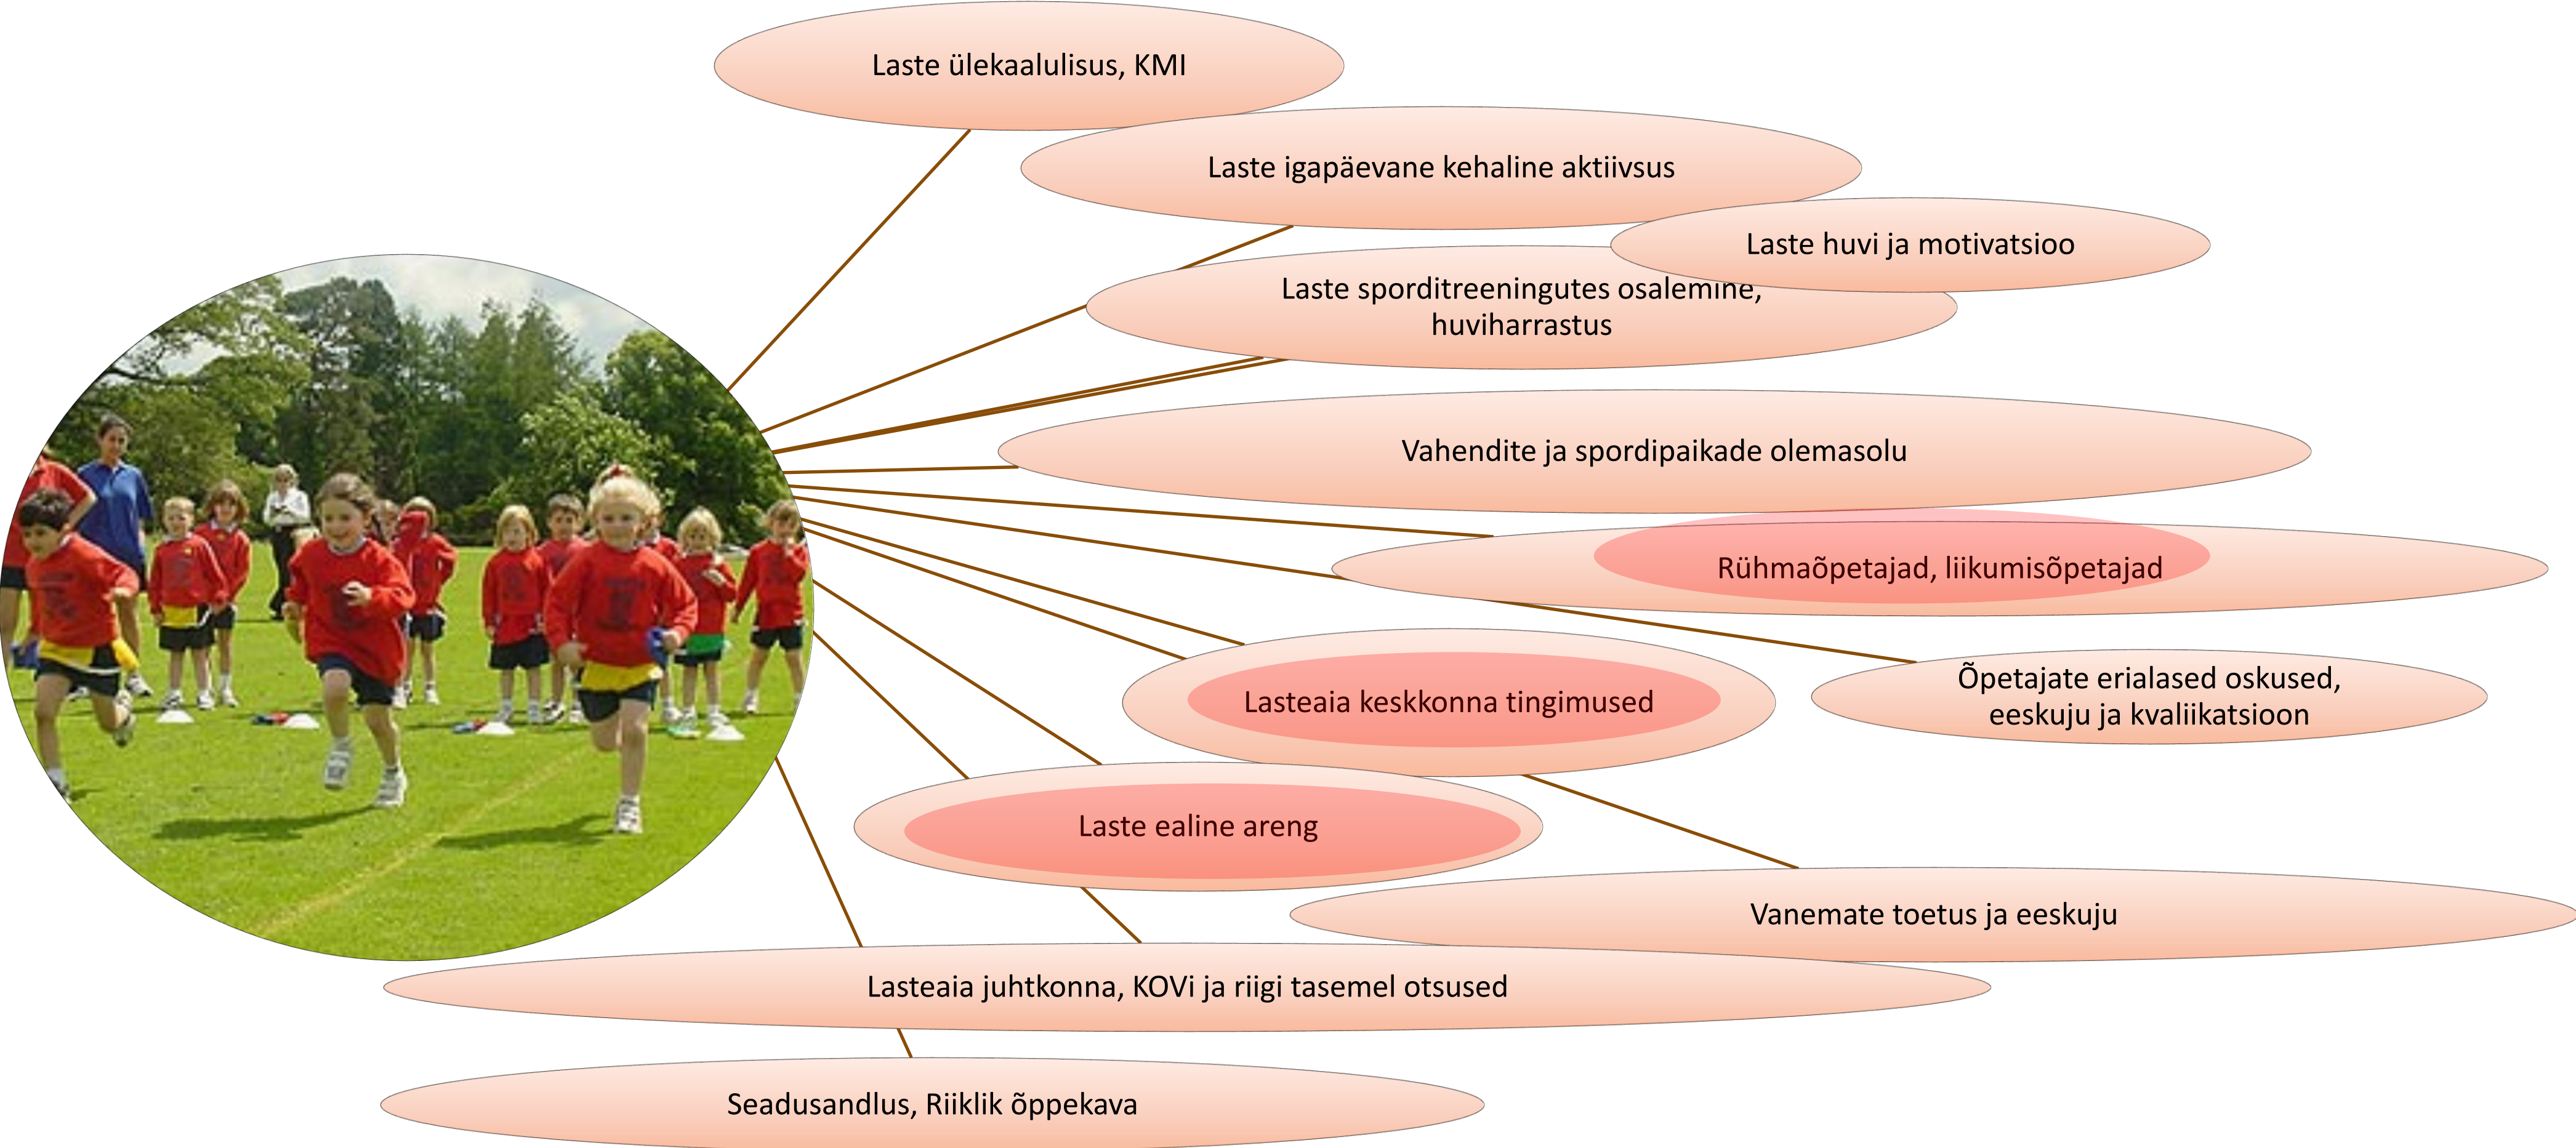 Laste ülekaalulisus, KMI
Laste igapäevane kehaline aktiivsus
Laste huvi ja motivatsioo
Laste sporditreeningutes osalemine,
huviharrastus
Vahendite ja spordipaikade olemasolu
Rühmaõpetajad, liikumisõpetajad
Õpetajate erialased oskused,
eeskuju ja kvaliikatsioon
Lasteaia keskkonna tingimused
Laste ealine areng
Vanemate toetus ja eeskuju
Lasteaia juhtkonna, KOVi ja riigi tasemel otsused
Seadusandlus, Riiklik õppekava